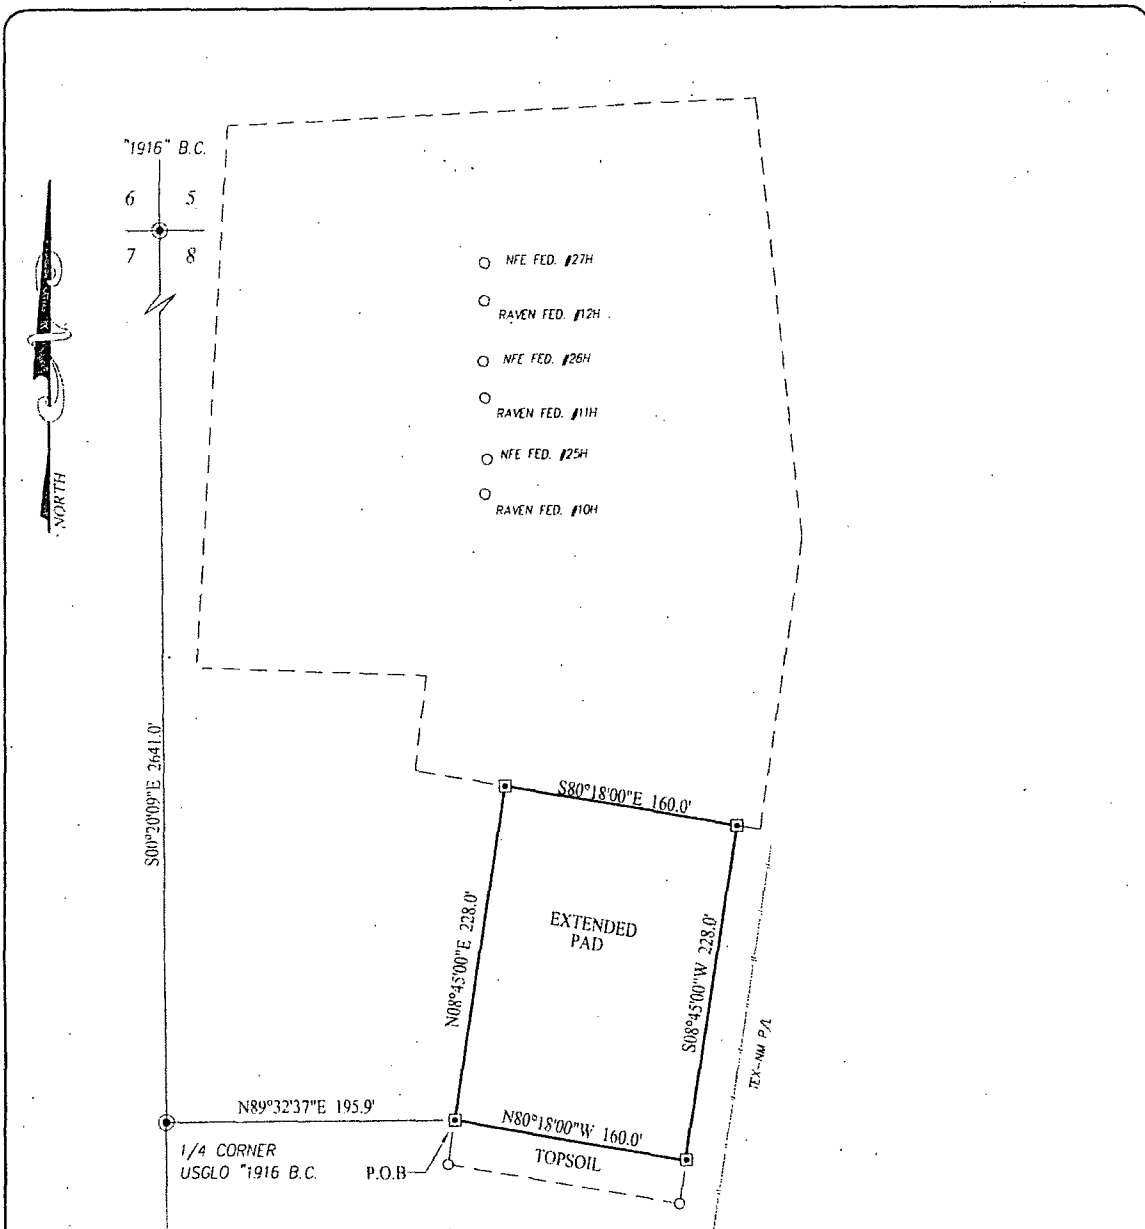 "1916" B.C.
6 5
7 8
NORTH
NFE FED. #27H
RAVEN FED. #12H
NFE FED. #26H
RAVEN FED. #11H
NFE FED. #25H
RAVEN FED. #10H
S00°20'09"E 2641.0'
S80°18'00"E 160.0'
N08°45'00"E 228.0'
EXTENDED
PAD
S08°45'00"W 228.0'
TEX-NM P/L
N89°32'37"E 195.9'
N80°18'00"W 160.0'
TOPSOIL
1/4 CORNER
USGLO "1916 B.C.
P.O.B